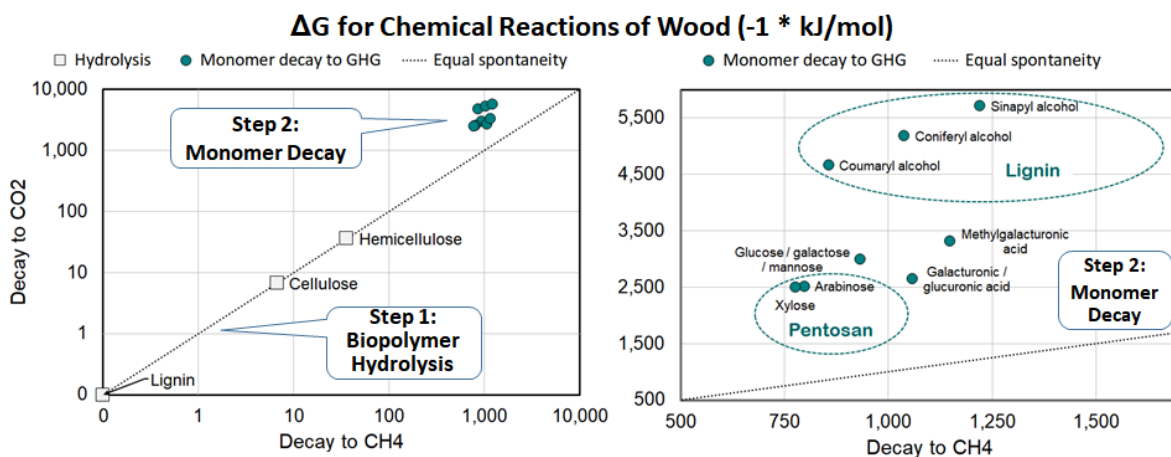 ΔG for Chemical Reactions of Wood (-1 * kJ/mol)
Hydrolysis
Monomer decay to GHG
Equal spontaneity
10,000
1,000
100
10
1
0
Decay to CO2
Step 2:
Monomer Decay
Hemicellulose
Cellulose
Step 1:
Biopolymer
Hydrolysis
Lignin
0
1
10
100
1,000
10,000
Decay to CH4
Monomer decay to GHG
Equal spontaneity
5,500
4,500
3,500
2,500
1,500
500
Sinapyl alcohol
Coniferyl alcohol
Coumaryl alcohol
Lignin
Methylgalacturonic
acid
Glucose / galactose
/ mannose
Galacturonic /
glucuronic acid
Arabinose
Xylose
Pentosan
Step 2:
Monomer
Decay
500
750
1,000
1,250
1,500
Decay to CH4